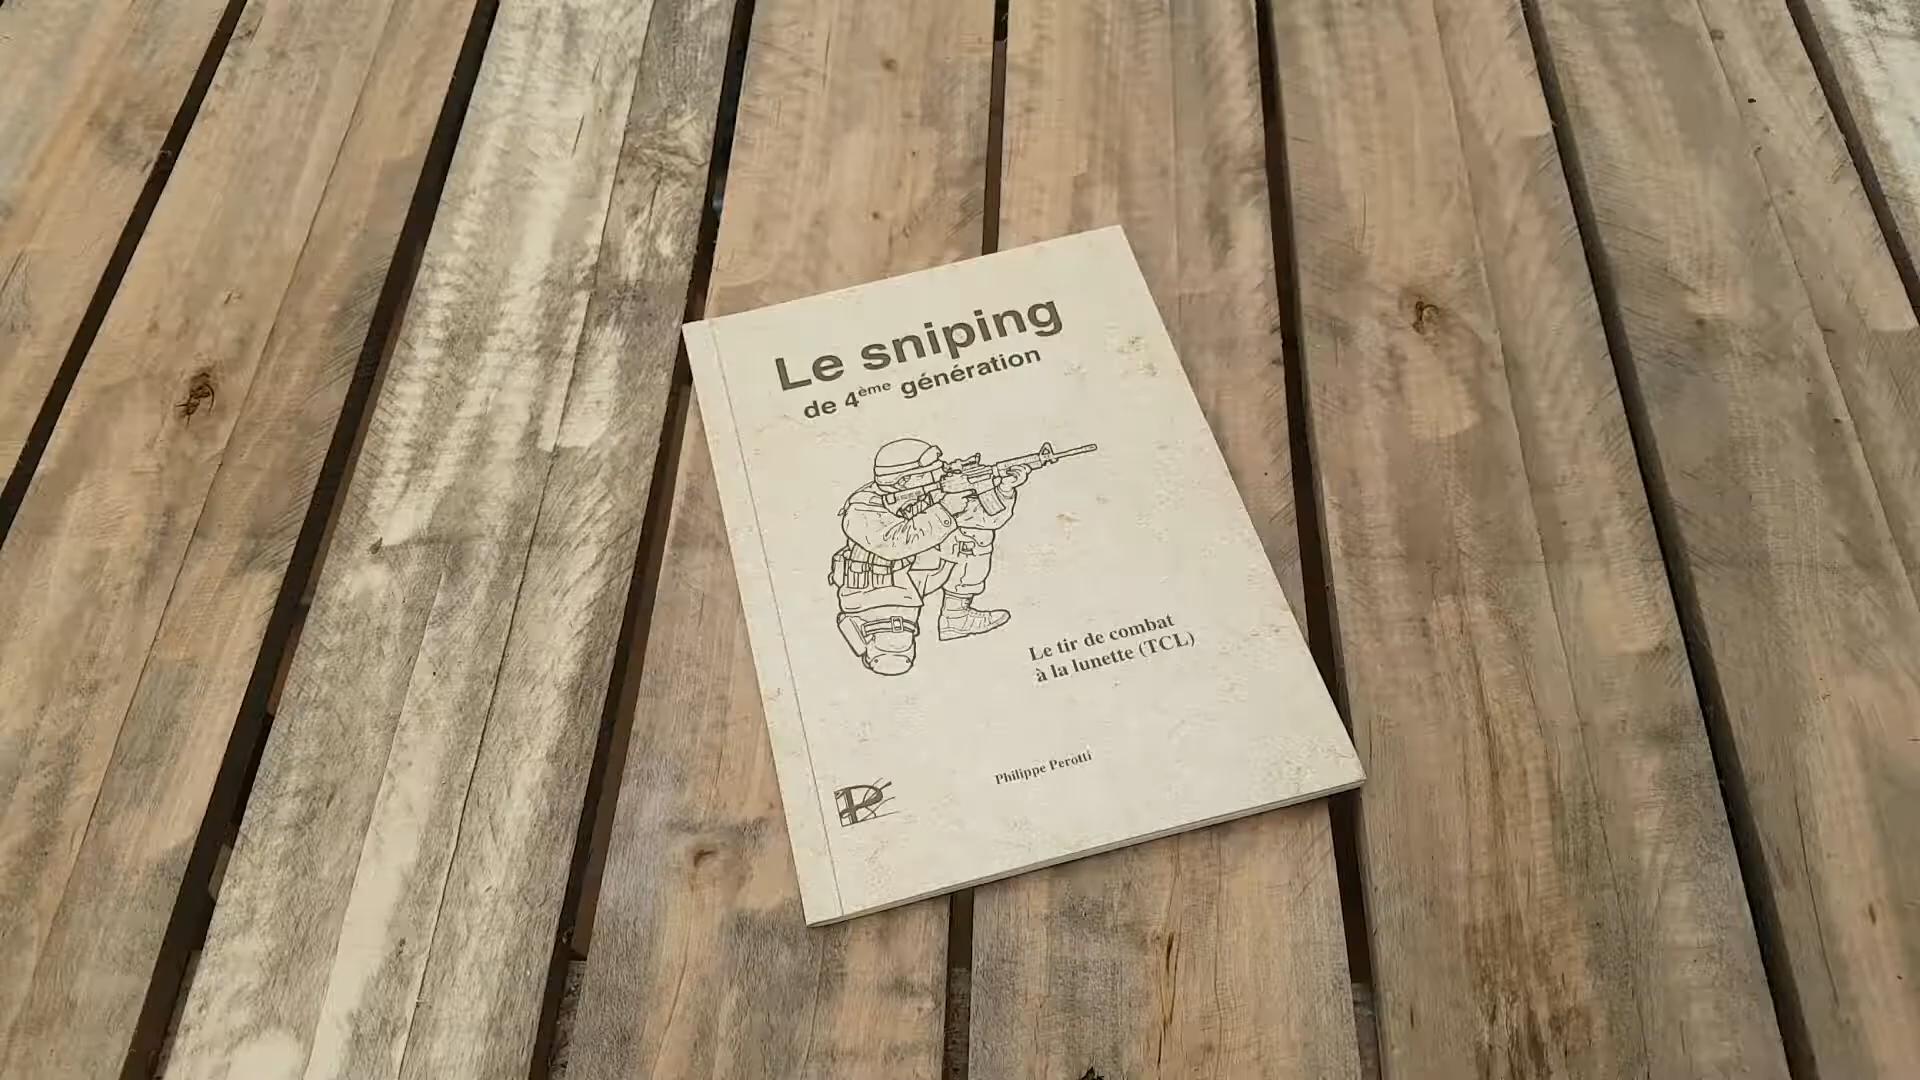 Le sniping
de 4ème génération
Le tir de combat
à la lunette (TCL)
Philippe Perotti